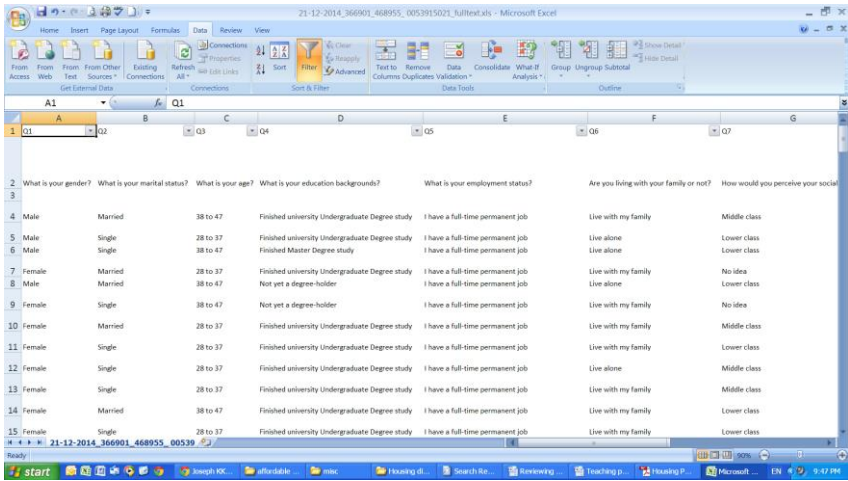 21-12-2014_366901_468955_ 0053915021_fulltext.xls - Microsoft Excel
Home Insert Page Layout Formulas Data Review View
From Access From Web From Text From Other Sources Existing Connections Refresh All Connections Properties Edit Links Sort Filter Clear Reapply Advanced Text to Columns Remove Duplicates Data Validation Consolidate What-If Analysis Group Ungroup Subtotal Show Detail Hide Detail
Get External Data Connections Sort & Filter Data Tools Outline
A1 fx Q1
A B C D E F G
1 Q1 Q2 Q3 Q4 Q5 Q6 Q7
2 What is your gender? What is your marital status? What is your age? What is your education backgrounds? What is your employment status? Are you living with your family or not? How would you perceive your social
3
4 Male Married 38 to 47 Finished university Undergraduate Degree study I have a full-time permanent job Live with my family Middle class
5 Male Single 28 to 37 Finished university Undergraduate Degree study I have a full-time permanent job Live alone Lower class
6 Male Single 38 to 47 Finished Master Degree study I have a full-time permanent job Live alone Lower class
7 Female Married 28 to 37 Finished university Undergraduate Degree study I have a full-time permanent job Live with my family No idea
8 Male Married 38 to 47 Not yet a degree-holder I have a full-time permanent job Live alone Lower class
9 Female Single 38 to 47 Not yet a degree-holder I have a full-time permanent job Live with my family No idea
10 Female Married 28 to 37 Finished university Undergraduate Degree study I have a full-time permanent job Live with my family Middle class
11 Female Single 28 to 37 Finished university Undergraduate Degree study I have a full-time permanent job Live with my family Lower class
12 Female Single 28 to 37 Finished university Undergraduate Degree study I have a full-time permanent job Live alone Middle class
13 Female Single 28 to 37 Finished university Undergraduate Degree study I have a full-time permanent job Live with my family Middle class
14 Female Married 38 to 47 Finished university Undergraduate Degree study I have a full-time permanent job Live with my family Lower class
15 Female Single 28 to 37 Finished university Undergraduate Degree study I have a full-time permanent job Live with my family Lower class
21-12-2014_366901_468955_ 00539
Ready 90%
start Joseph KK... affordable ... misc Housing di... Search Re... Reviewing ... Teaching p... Housing P... Microsoft ... EN 9:47 PM